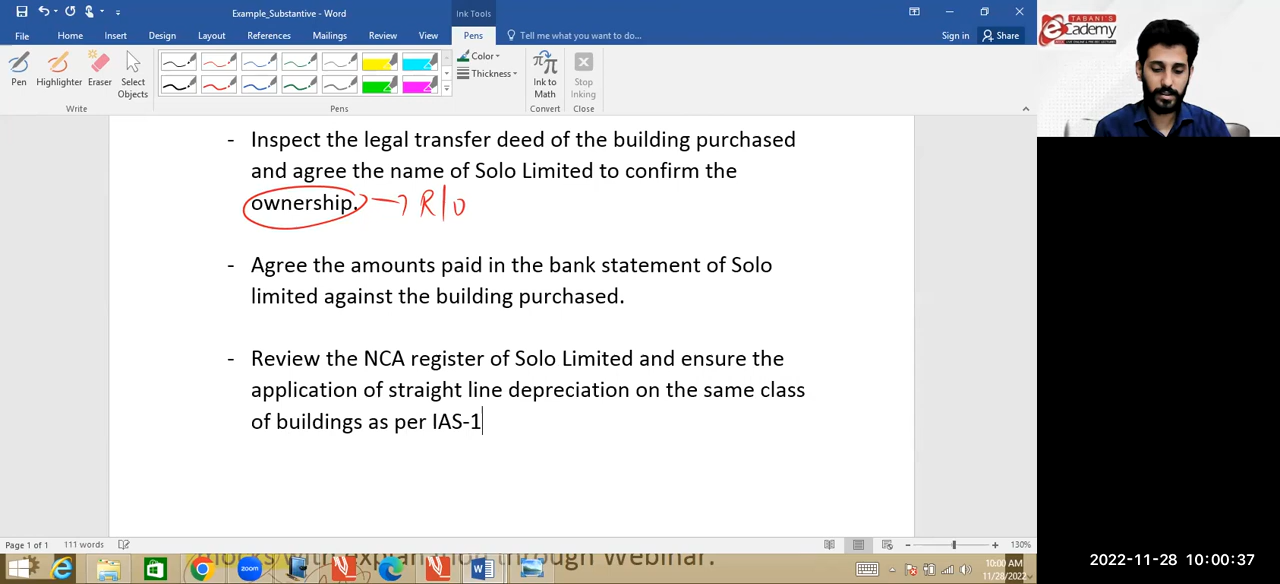 Example_Substantive - Word
Ink Tools
File Home Insert Design Layout References Mailings Review View Pens Tell me what you want to do...
Sign in Share
Pen Highlighter Eraser Select Objects
Color
Thickness
Ink to Math
Stop Inking
Write Pens Convert Close
TABANI'S
eCademy
- Inspect the legal transfer deed of the building purchased
and agree the name of Solo Limited to confirm the
ownership. → R/O
- Agree the amounts paid in the bank statement of Solo
limited against the building purchased.
- Review the NCA register of Solo Limited and ensure the
application of straight line depreciation on the same class
of buildings as per IAS-1
Page 1 of 1 111 words
130%
through Webinar.
zoom
10:00 AM
11/28/2022
2022-11-28 10:00:37